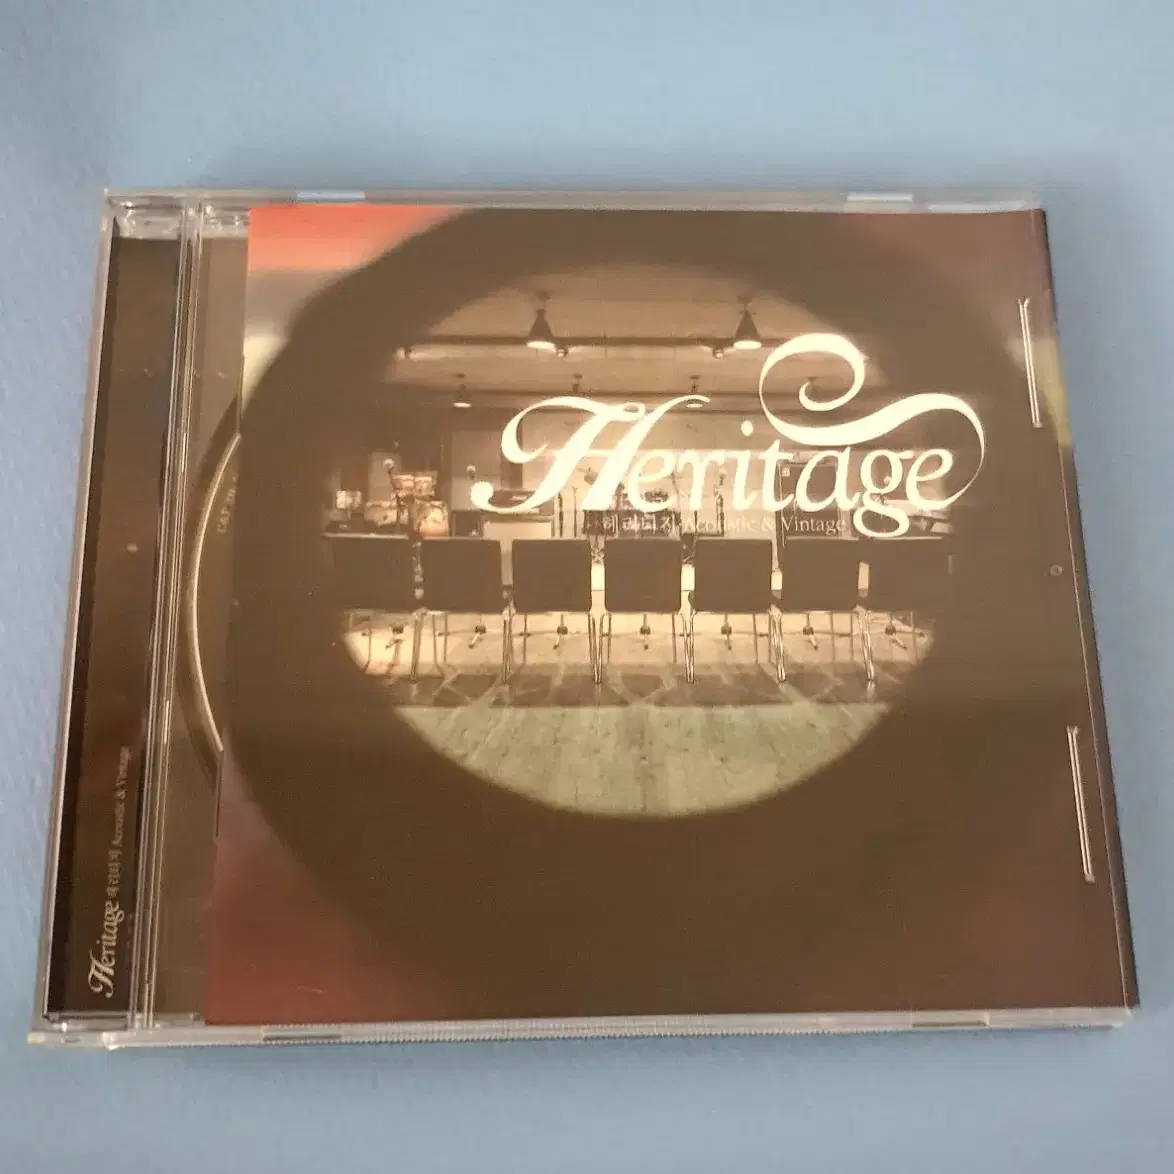 Heritage
헤리티지 Acoustic & Vintage
Heritage 헤리티지 Acoustic & Vintage